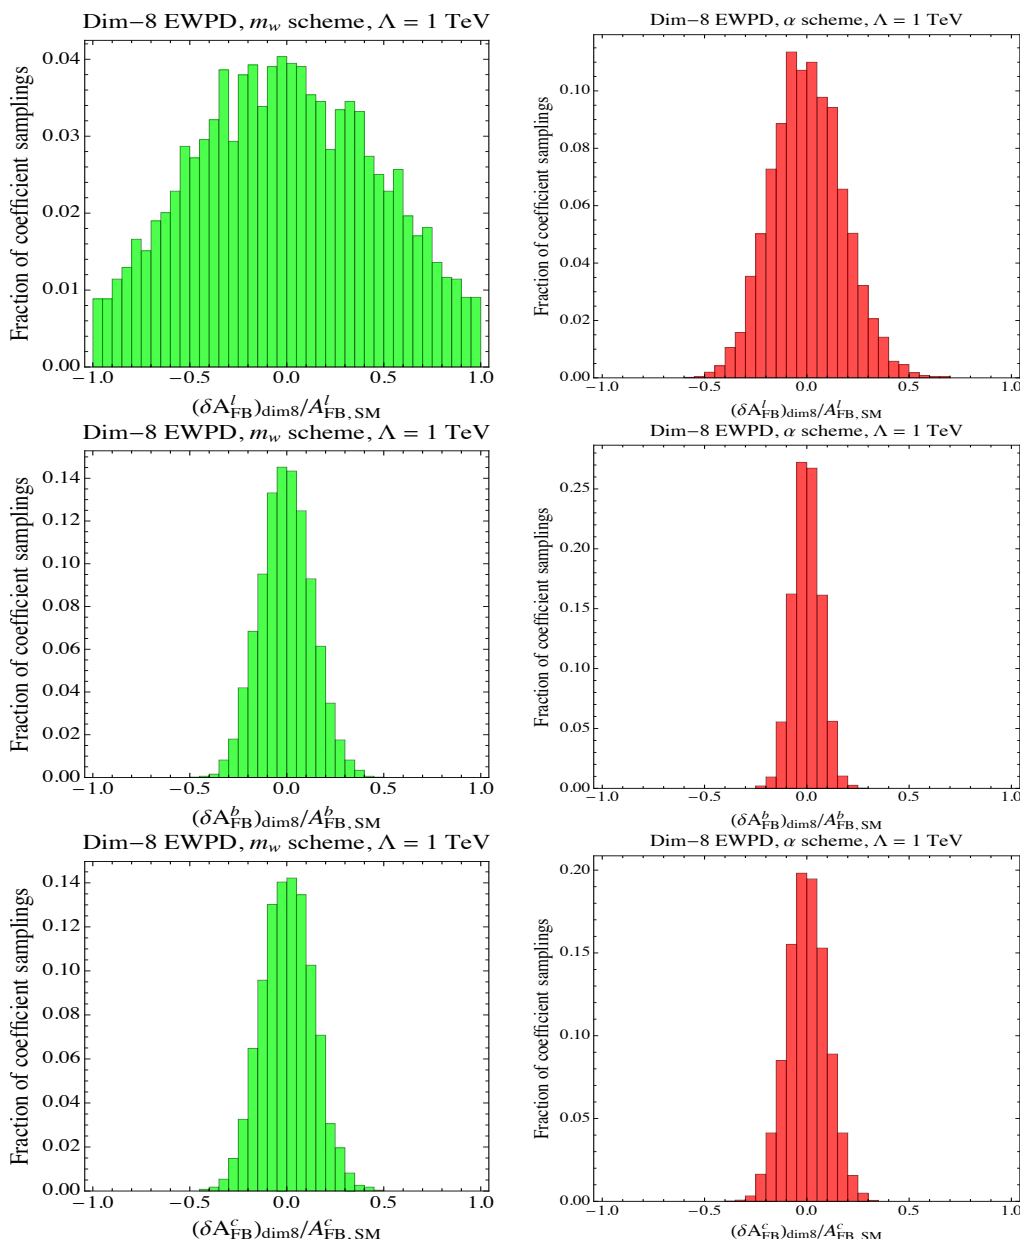 Dim−8 EWPD, m_w scheme, Λ = 1 TeV
Fraction of coefficient samplings
0.04
0.03
0.02
0.01
0.00
−1.0 −0.5 0.0 0.5 1.0
(δA^l_FB)_dim8/A^l_FB,SM
Dim−8 EWPD, α scheme, Λ = 1 TeV
Fraction of coefficient samplings
0.10
0.08
0.06
0.04
0.02
0.00
−1.0 −0.5 0.0 0.5 1.0
(δA^l_FB)_dim8/A^l_FB,SM
Dim−8 EWPD, m_w scheme, Λ = 1 TeV
Fraction of coefficient samplings
0.14
0.12
0.10
0.08
0.06
0.04
0.02
0.00
−1.0 −0.5 0.0 0.5 1.0
(δA^b_FB)_dim8/A^b_FB,SM
Dim−8 EWPD, α scheme, Λ = 1 TeV
Fraction of coefficient samplings
0.25
0.20
0.15
0.10
0.05
0.00
−1.0 −0.5 0.0 0.5 1.0
(δA^b_FB)_dim8/A^b_FB,SM
Dim−8 EWPD, m_w scheme, Λ = 1 TeV
Fraction of coefficient samplings
0.14
0.12
0.10
0.08
0.06
0.04
0.02
0.00
−1.0 −0.5 0.0 0.5 1.0
(δA^c_FB)_dim8/A^c_FB,SM
Dim−8 EWPD, α scheme, Λ = 1 TeV
Fraction of coefficient samplings
0.20
0.15
0.10
0.05
0.00
−1.0 −0.5 0.0 0.5 1.0
(δA^c_FB)_dim8/A^c_FB,SM